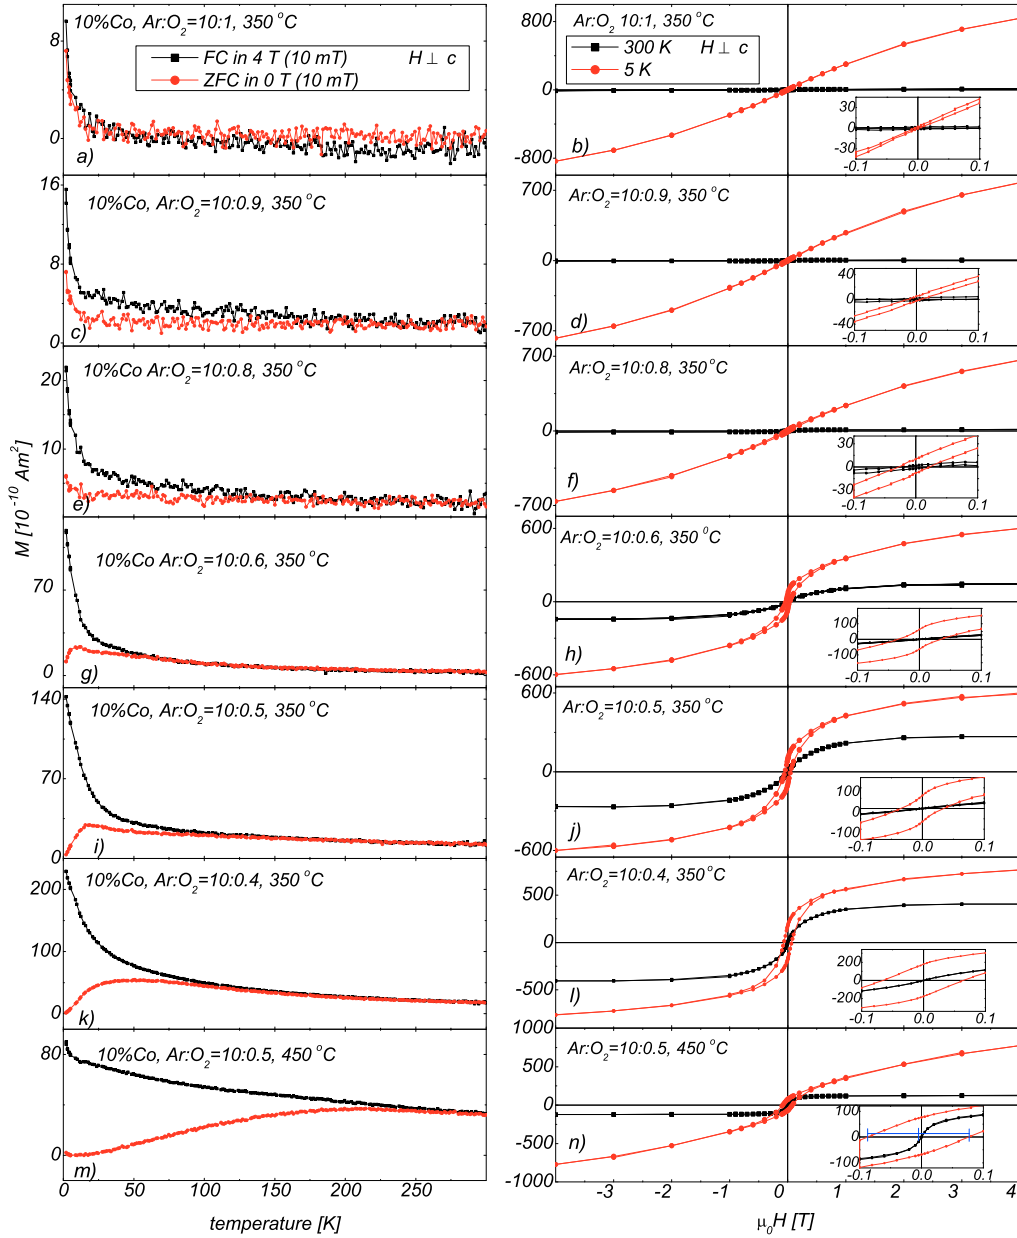 10%Co, Ar:O2=10:1, 350 °C
FC in 4 T (10 mT) H ⊥ c
ZFC in 0 T (10 mT)
8
0
a)
Ar:O2 10:1, 350 °C
300 K H ⊥ c
5 K
800
0
-800
b)
30
0
-30
-0.1 0.0 0.1
10%Co, Ar:O2=10:0.9, 350 °C
16
12
8
4
0
c)
Ar:O2=10:0.9, 350 °C
700
0
-700
d)
40
0
-40
-0.1 0.0 0.1
10%Co Ar:O2=10:0.8, 350 °C
20
10
e)
Ar:O2=10:0.8, 350 °C
700
0
-700
f)
30
0
-30
-0.1 0.0 0.1
M [10^-10 Am^2]
10%Co Ar:O2=10:0.6, 350 °C
70
0
g)
Ar:O2=10:0.6, 350 ⁰C
600
0
-600
h)
100
0
-100
-0.1 0.0 0.1
10%Co, Ar:O2=10:0.5, 350 °C
140
70
0
i)
Ar:O2=10:0.5, 350 °C
600
0
-600
j)
100
0
-100
-0.1 0.0 0.1
10%Co, Ar:O2=10:0.4, 350 °C
200
100
0
k)
Ar:O2=10:0.4, 350 °C
500
0
-500
l)
200
0
-200
-0.1 0.0 0.1
10%Co, Ar:O2=10:0.5, 450 °C
80
0
m)
0 50 100 150 200 250
temperature [K]
Ar:O2=10:0.5, 450 °C
1000
500
0
-500
-1000
n)
100
0
-100
-0.1 0.0 0.1
-4 -3 -2 -1 0 1 2 3 4
μ0H [T]